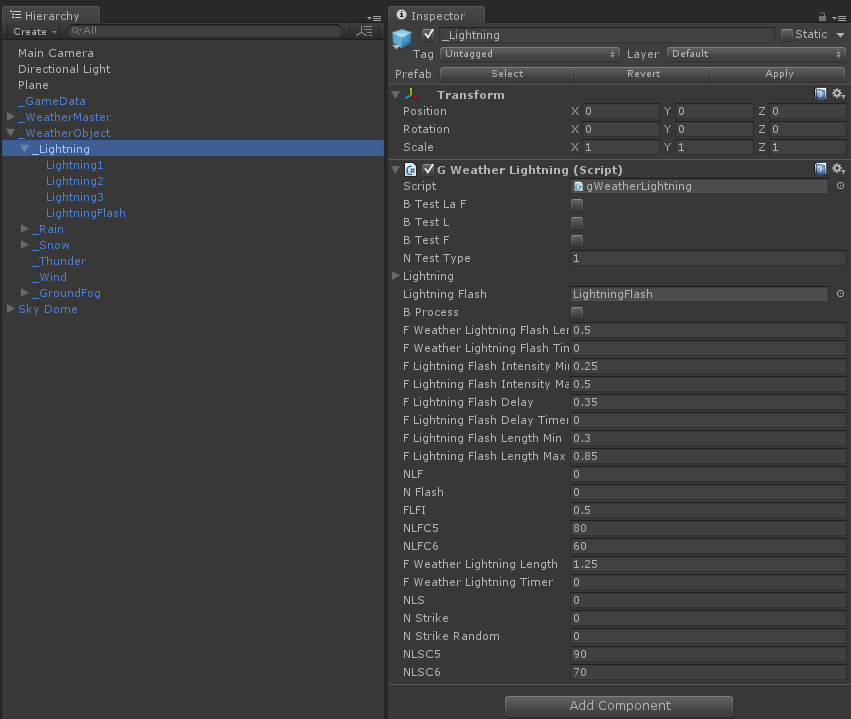 Hierarchy
Create
All
Main Camera
Directional Light
Plane
_GameData
_WeatherMaster
_WeatherObject
_Lightning
Lightning1
Lightning2
Lightning3
LightningFlash
_Rain
_Snow
_Thunder
_Wind
_GroundFog
Sky Dome
Inspector
_Lightning Static
Tag Untagged Layer Default
Prefab Select Revert Apply
Transform
Position X 0 Y 0 Z 0
Rotation X 0 Y 0 Z 0
Scale X 1 Y 1 Z 1
G Weather Lightning (Script)
Script gWeatherLightning
B Test La F
B Test L
B Test F
N Test Type 1
Lightning
Lightning Flash LightningFlash
B Process
F Weather Lightning Flash Ler 0.5
F Weather Lightning Flash Tin 0
F Lightning Flash Intensity Mi 0.25
F Lightning Flash Intensity Ma 0.5
F Lightning Flash Delay 0.35
F Lightning Flash Delay Timer 0
F Lightning Flash Length Min 0.3
F Lightning Flash Length Max 0.85
NLF 0
N Flash 0
FLFI 0.5
NLFC5 80
NLFC6 60
F Weather Lightning Length 1.25
F Weather Lightning Timer 0
NLS 0
N Strike 0
N Strike Random 0
NLSC5 90
NLSC6 70
Add Component